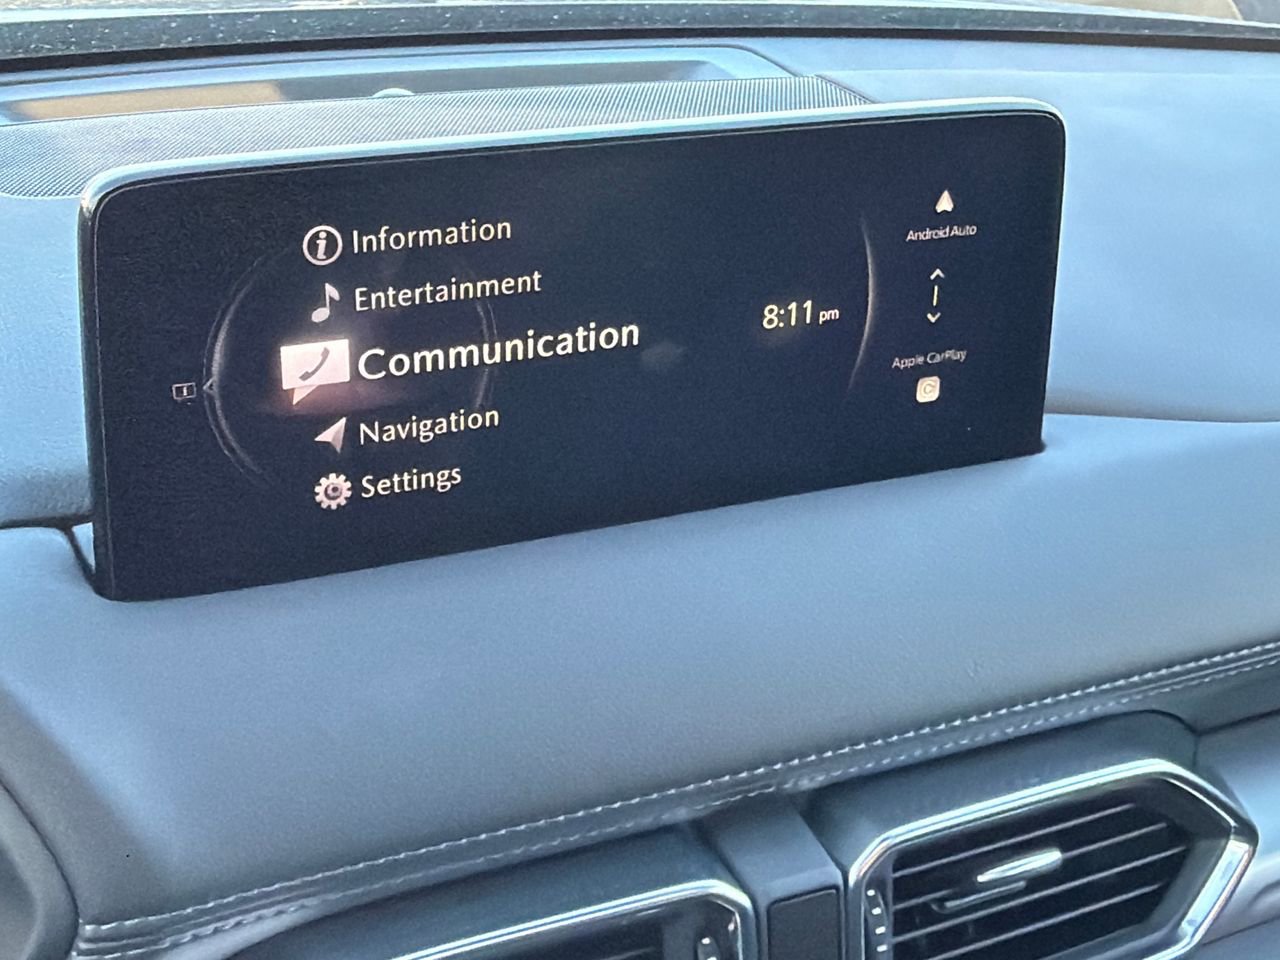 Information
Entertainment
Communication
Navigation
Settings
8:11 pm
Android Auto
Apple CarPlay